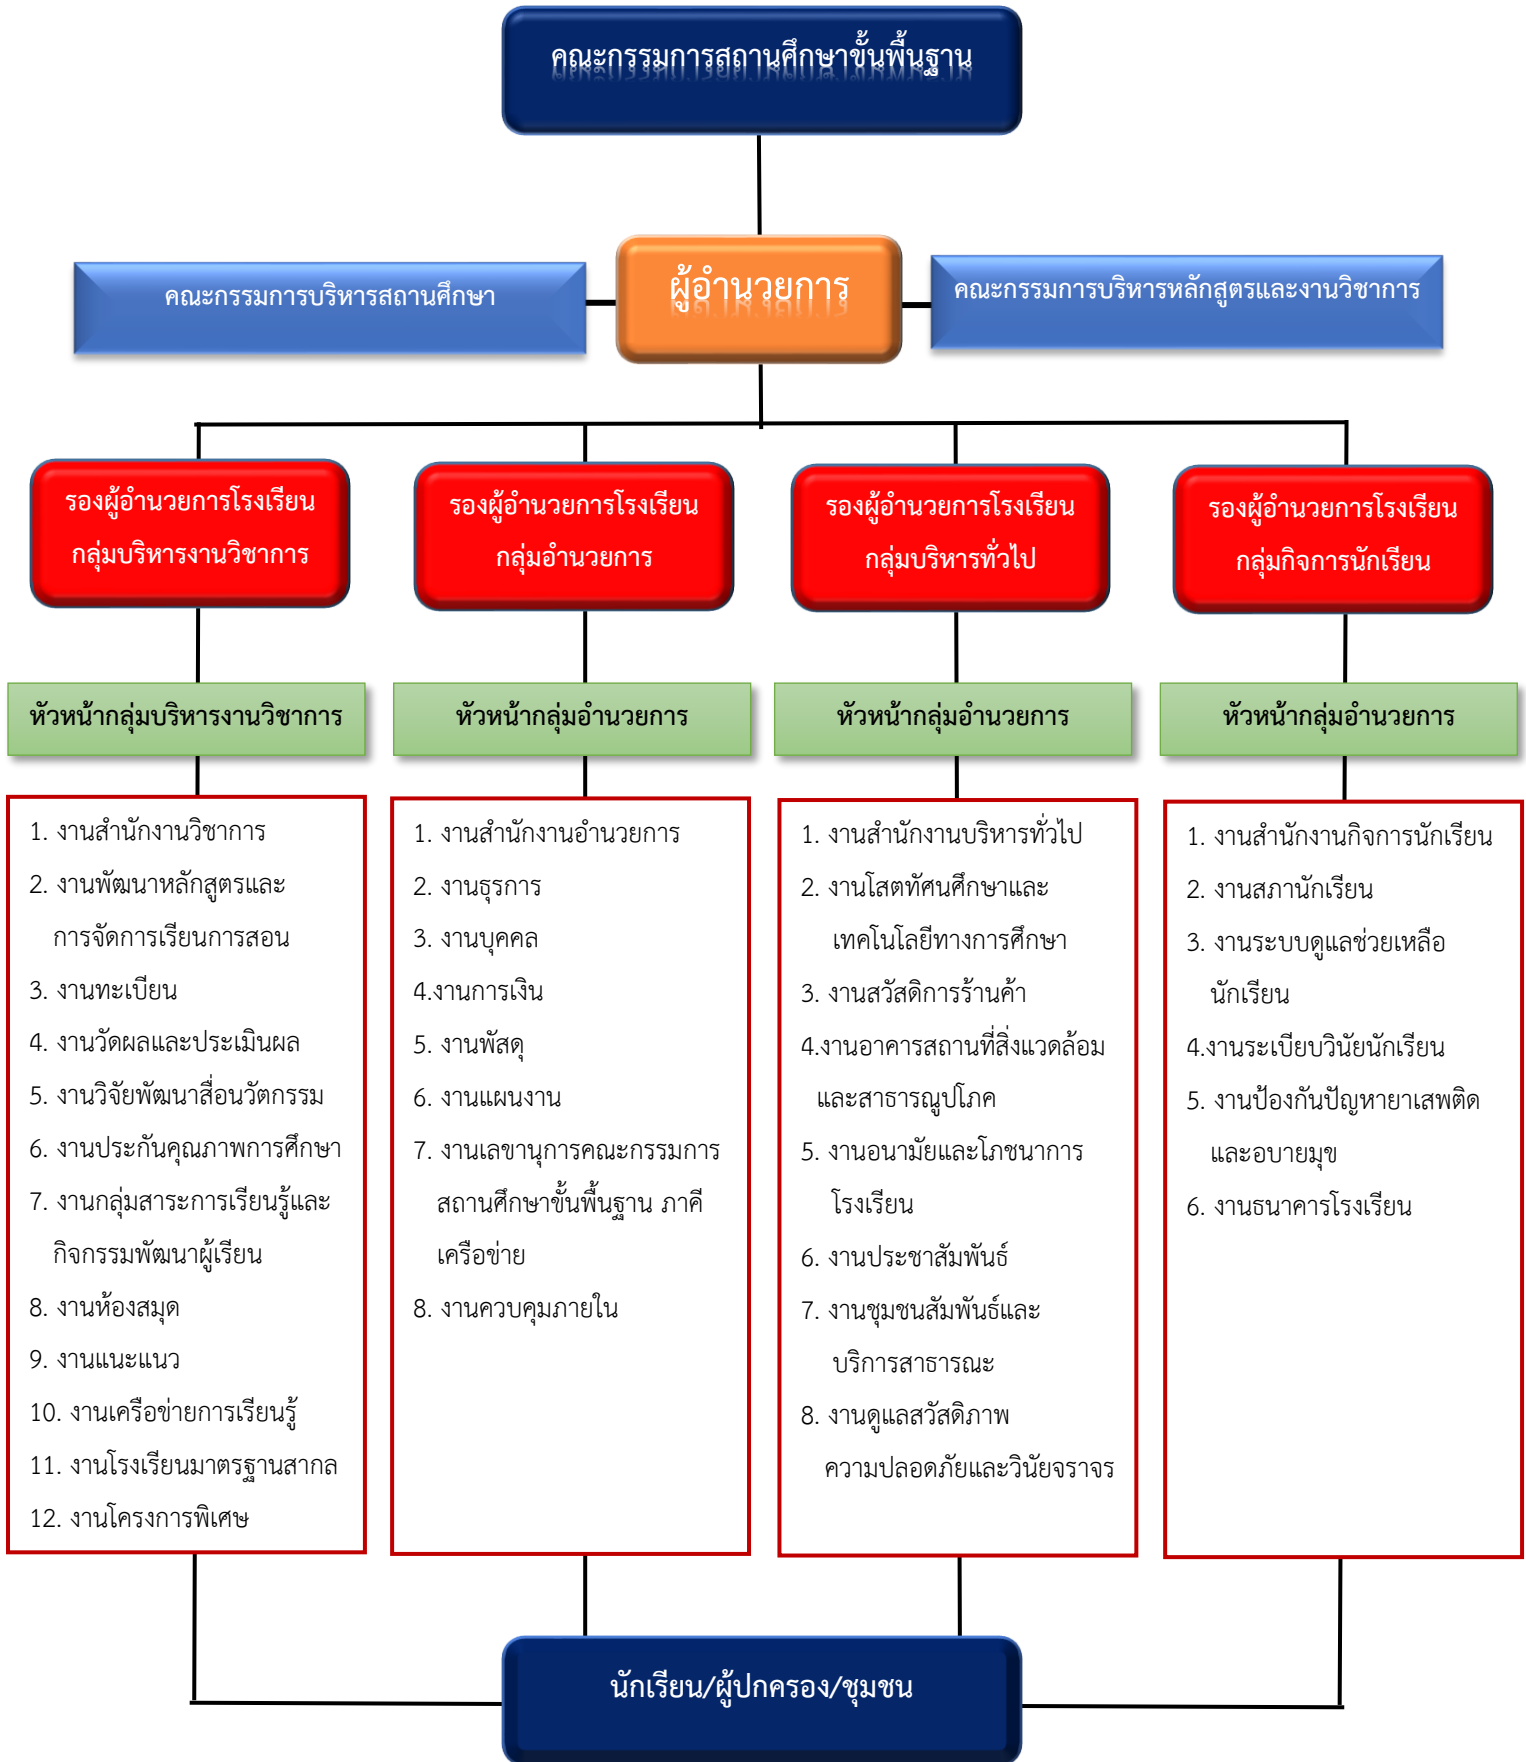 คณะกรรมการสถานศึกษาขั้นพื้นฐาน
ผู้อำนวยการ
คณะกรรมการบริหารสถานศึกษา
คณะกรรมการบริหารหลักสูตรและงานวิชาการ
รองผู้อำนวยการโรงเรียน
กลุ่มบริหารงานวิชาการ
รองผู้อำนวยการโรงเรียน
กลุ่มอำนวยการ
รองผู้อำนวยการโรงเรียน
กลุ่มบริหารทั่วไป
รองผู้อำนวยการโรงเรียน
กลุ่มกิจการนักเรียน
หัวหน้ากลุ่มบริหารงานวิชาการ
หัวหน้ากลุ่มอำนวยการ
หัวหน้ากลุ่มอำนวยการ
หัวหน้ากลุ่มอำนวยการ
1. งานสำนักงานวิชาการ
2. งานพัฒนาหลักสูตรและ
การจัดการเรียนการสอน
3. งานทะเบียน
4. งานวัดผลและประเมินผล
5. งานวิจัยพัฒนาสื่อนวัตกรรม
6. งานประกันคุณภาพการศึกษา
7. งานกลุ่มสาระการเรียนรู้และ
กิจกรรมพัฒนาผู้เรียน
8. งานห้องสมุด
9. งานแนะแนว
10. งานเครือข่ายการเรียนรู้
11. งานโรงเรียนมาตรฐานสากล
12. งานโครงการพิเศษ
1. งานสำนักงานอำนวยการ
2. งานธุรการ
3. งานบุคคล
4.งานการเงิน
5. งานพัสดุ
6. งานแผนงาน
7. งานเลขานุการคณะกรรมการ
สถานศึกษาขั้นพื้นฐาน ภาคี
เครือข่าย
8. งานควบคุมภายใน
1. งานสำนักงานบริหารทั่วไป
2. งานโสตทัศนศึกษาและ
เทคโนโลยีทางการศึกษา
3. งานสวัสดิการร้านค้า
4.งานอาคารสถานที่สิ่งแวดล้อม
และสาธารณูปโภค
5. งานอนามัยและโภชนาการ
โรงเรียน
6. งานประชาสัมพันธ์
7. งานชุมชนสัมพันธ์และ
บริการสาธารณะ
8. งานดูแลสวัสดิภาพ
ความปลอดภัยและวินัยจราจร
1. งานสำนักงานกิจการนักเรียน
2. งานสภานักเรียน
3. งานระบบดูแลช่วยเหลือ
นักเรียน
4.งานระเบียบวินัยนักเรียน
5. งานป้องกันปัญหายาเสพติด
และอบายมุข
6. งานธนาคารโรงเรียน
นักเรียน/ผู้ปกครอง/ชุมชน